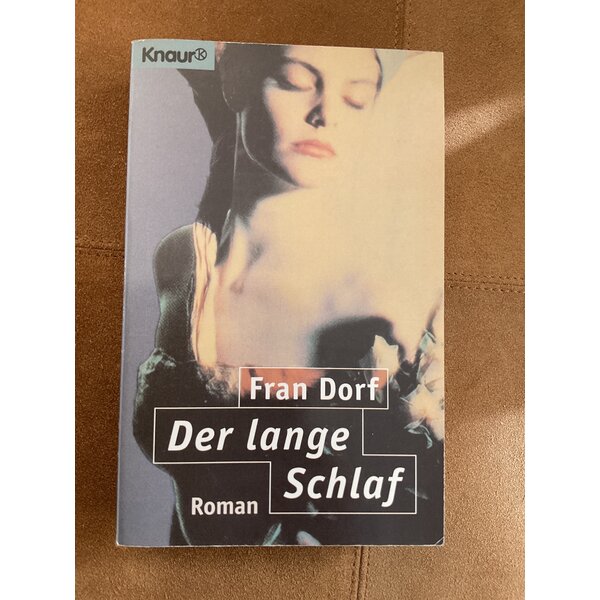 Knaur K
Fran Dorf
Der lange
Schlaf
Roman